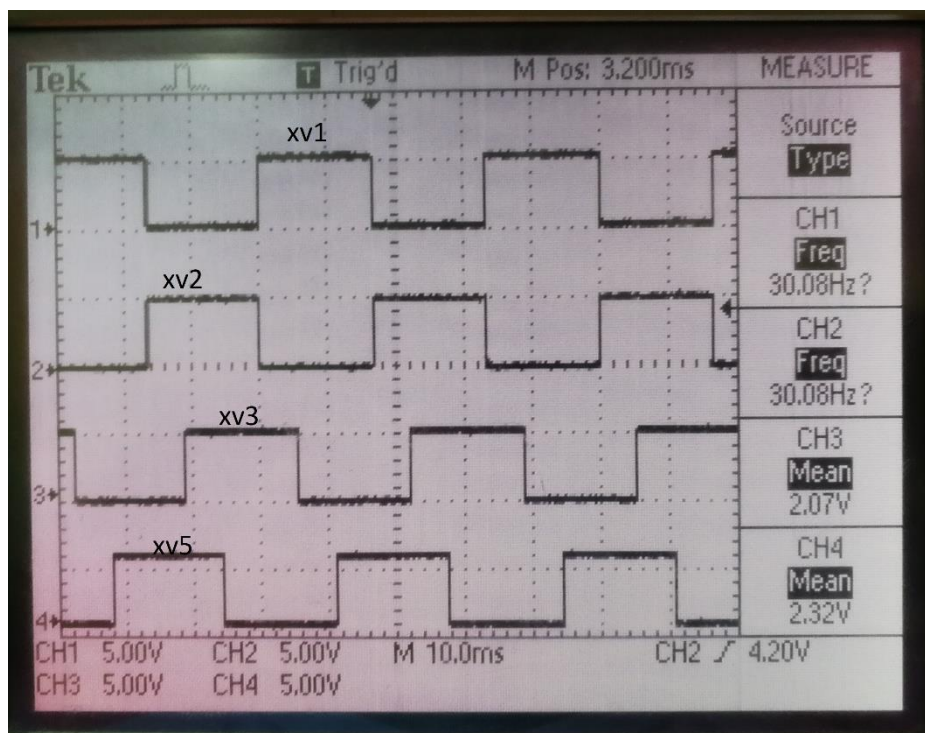 Tek T Trig'd M Pos: 3.200ms MEASURE
xv1
Source
Type
1
CH1
Freq
30.08Hz?
xv2
CH2
Freq
30.08Hz?
2
xv3
CH3
Mean
2.07V
3
xv5
CH4
Mean
2.32V
4
CH1 5.00V CH2 5.00V M 10.0ms CH2 4.20V
CH3 5.00V CH4 5.00V